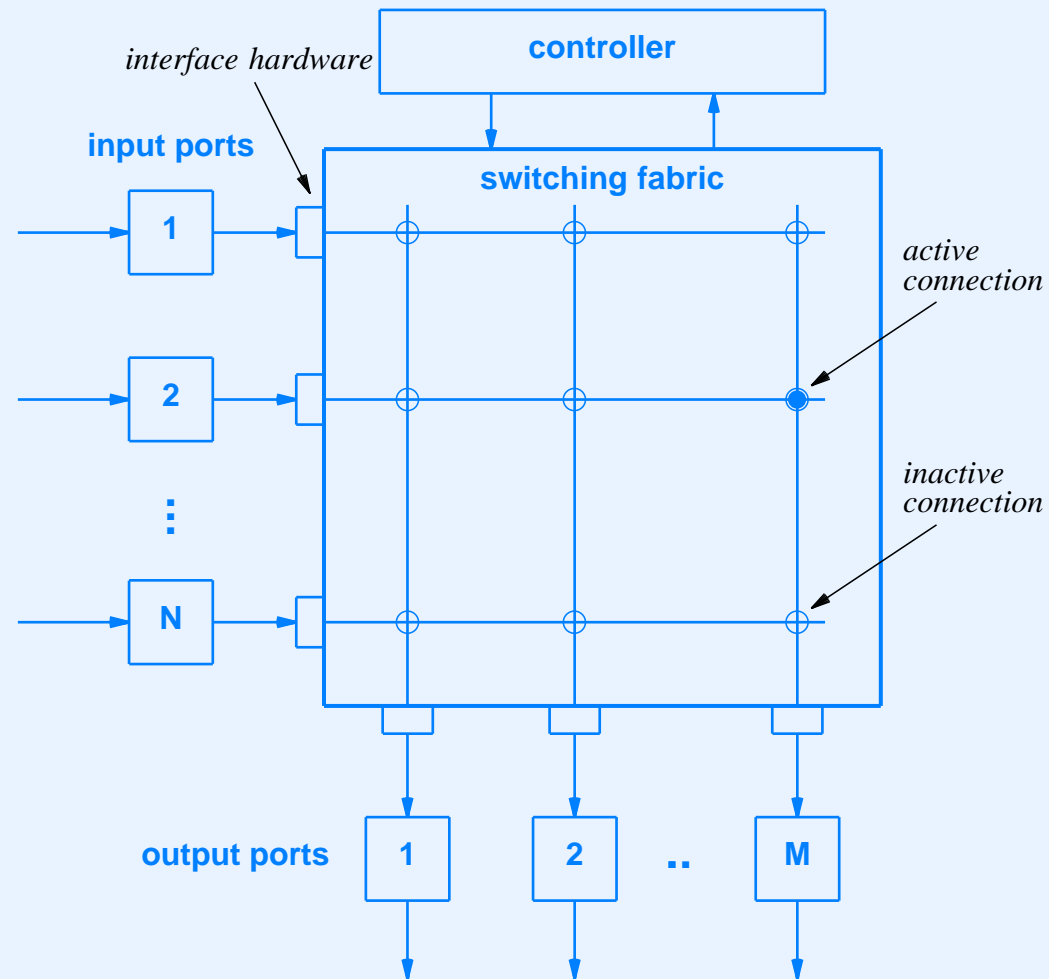 controller
interface hardware
input ports
switching fabric
1
active
connection
2
inactive
connection
⋮
N
output ports
1
2
..
M